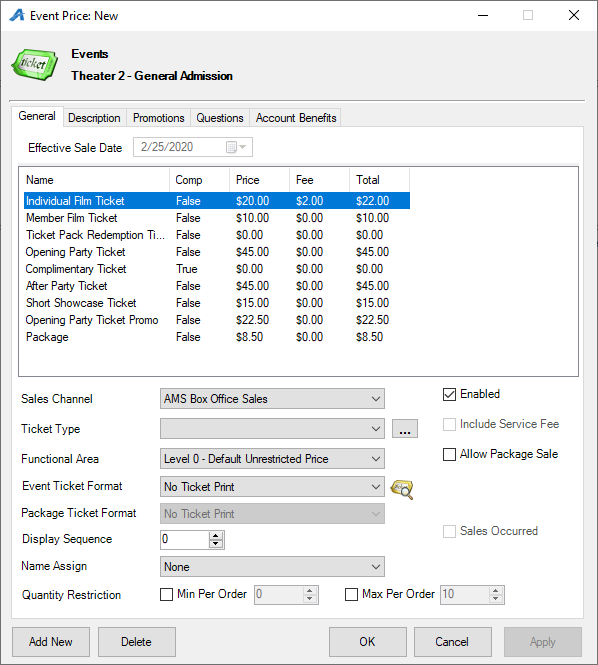 Event Price: New
ticket
Events
Theater 2 - General Admission
General Description Promotions Questions Account Benefits
Effective Sale Date 2/25/2020
Name Comp Price Fee Total
Individual Film Ticket False $20.00 $2.00 $22.00
Member Film Ticket False $10.00 $0.00 $10.00
Ticket Pack Redemption Ti... False $0.00 $0.00 $0.00
Opening Party Ticket False $45.00 $0.00 $45.00
Complimentary Ticket True $0.00 $0.00 $0.00
After Party Ticket False $45.00 $0.00 $45.00
Short Showcase Ticket False $15.00 $0.00 $15.00
Opening Party Ticket Promo False $22.50 $0.00 $22.50
Package False $8.50 $0.00 $8.50
Sales Channel AMS Box Office Sales Enabled
Ticket Type ... Include Service Fee
Functional Area Level 0 - Default Unrestricted Price Allow Package Sale
Event Ticket Format No Ticket Print
Package Ticket Format No Ticket Print
Display Sequence 0 Sales Occurred
Name Assign None
Quantity Restriction Min Per Order 0 Max Per Order 10
Add New Delete OK Cancel Apply